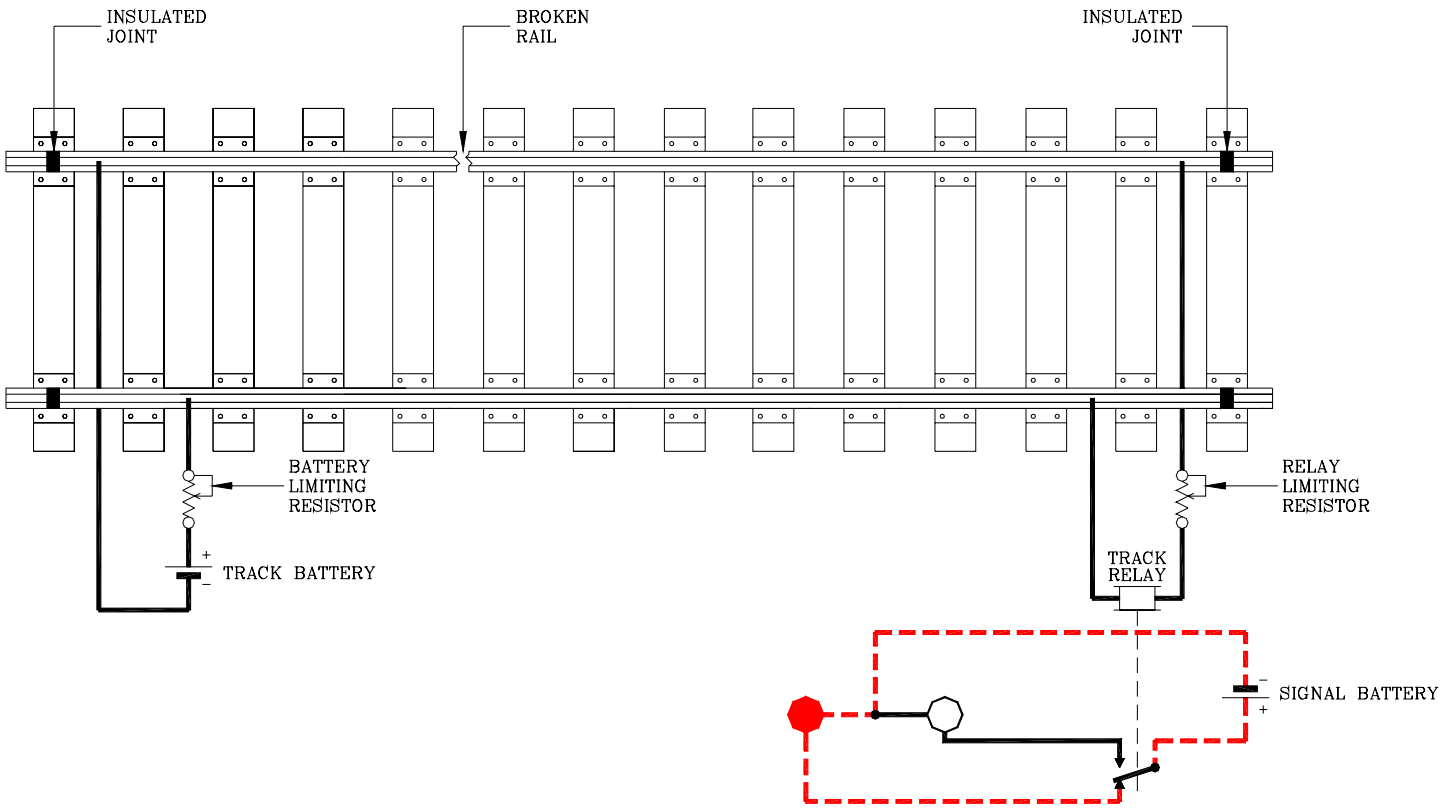 INSULATED
JOINT
BROKEN
RAIL
INSULATED
JOINT
BATTERY
LIMITING
RESISTOR
RELAY
LIMITING
RESISTOR
+
TRACK BATTERY
−
TRACK
RELAY
−
SIGNAL BATTERY
+